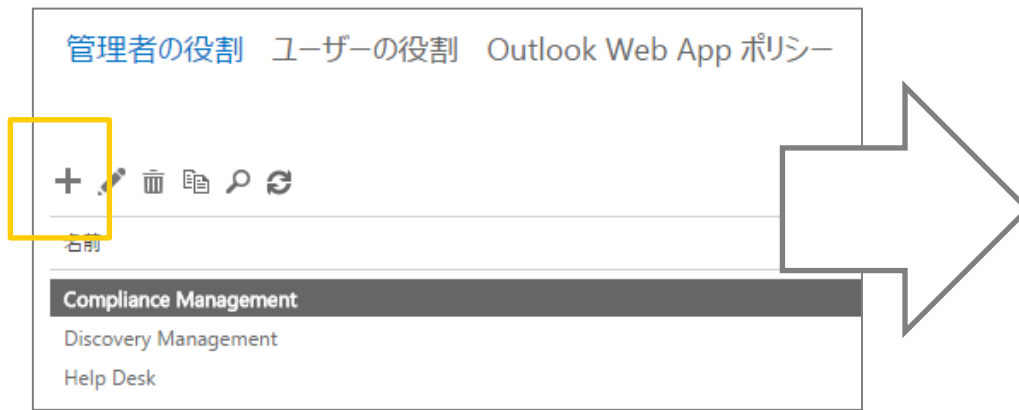 管理者の役割 ユーザーの役割 Outlook Web App ポリシー
名前
Compliance Management
Discovery Management
Help Desk